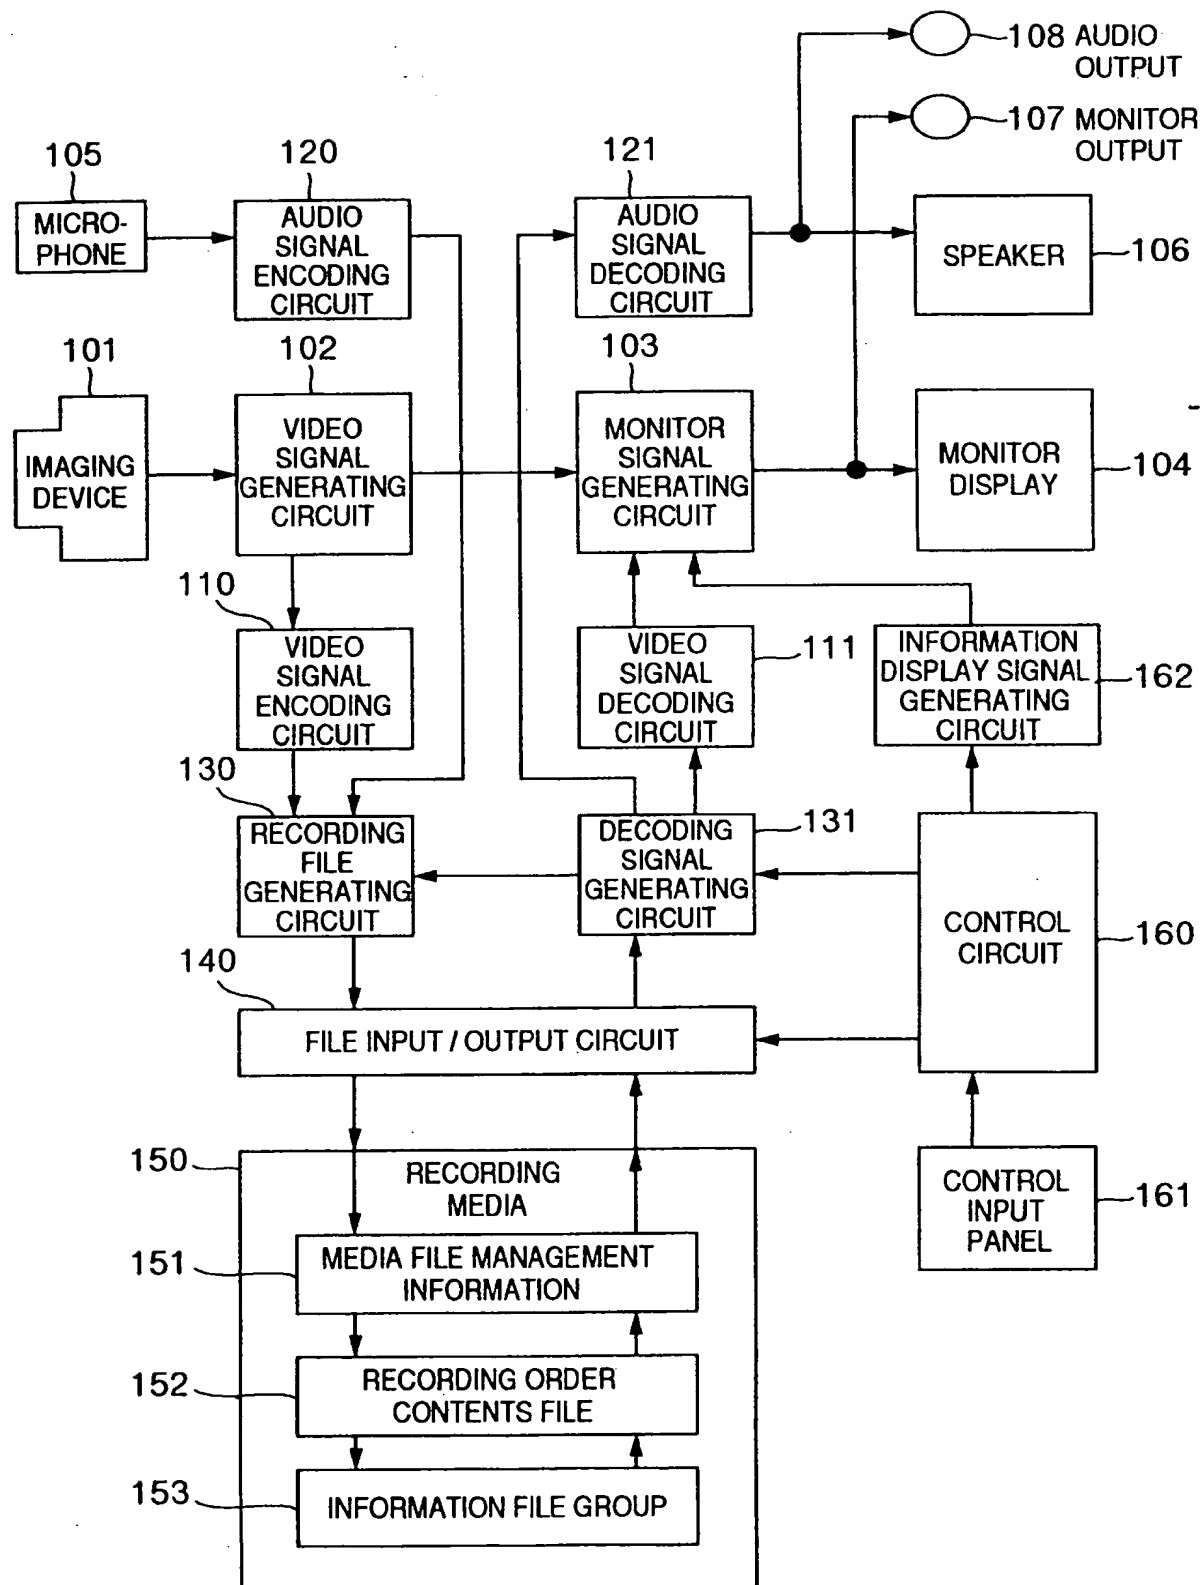 108 AUDIO
OUTPUT
107 MONITOR
OUTPUT
105
MICRO-
PHONE
120
AUDIO
SIGNAL
ENCODING
CIRCUIT
121
AUDIO
SIGNAL
DECODING
CIRCUIT
SPEAKER
106
101
IMAGING
DEVICE
102
VIDEO
SIGNAL
GENERATING
CIRCUIT
103
MONITOR
SIGNAL
GENERATING
CIRCUIT
MONITOR
DISPLAY
104
110
VIDEO
SIGNAL
ENCODING
CIRCUIT
VIDEO
SIGNAL
DECODING
CIRCUIT
111
INFORMATION
DISPLAY SIGNAL
GENERATING
CIRCUIT
162
130
RECORDING
FILE
GENERATING
CIRCUIT
DECODING
SIGNAL
GENERATING
CIRCUIT
131
CONTROL
CIRCUIT
160
140
FILE INPUT / OUTPUT CIRCUIT
150
RECORDING
MEDIA
CONTROL
INPUT
PANEL
161
151
MEDIA FILE MANAGEMENT
INFORMATION
152
RECORDING ORDER
CONTENTS FILE
153
INFORMATION FILE GROUP